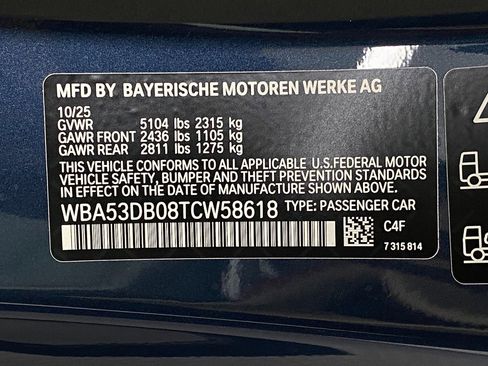 MFD BY BAYERISCHE MOTOREN WERKE AG
10/25
GVWR 5104 lbs 2315 kg
GAWR FRONT 2436 lbs 1105 kg
GAWR REAR 2811 lbs 1275 kg
THIS VEHICLE CONFORMS TO ALL APPLICABLE U.S.FEDERAL MOTOR
VEHICLE SAFETY, BUMPER AND THEFT PREVENTION STANDARDS
IN EFFECT ON THE DATE OF MANUFACTURE SHOWN ABOVE.
WBA53DB08TCW58618 TYPE: PASSENGER CAR
C4F
7 315 814